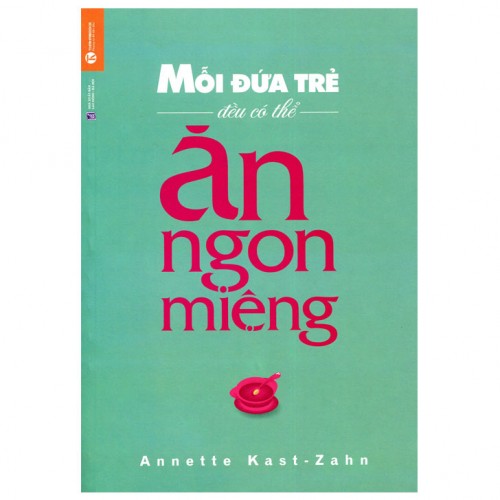 MỖI ĐỨA TRẺ
đều có thể
ăn
ngon
miệng
Annette Kast-Zahn